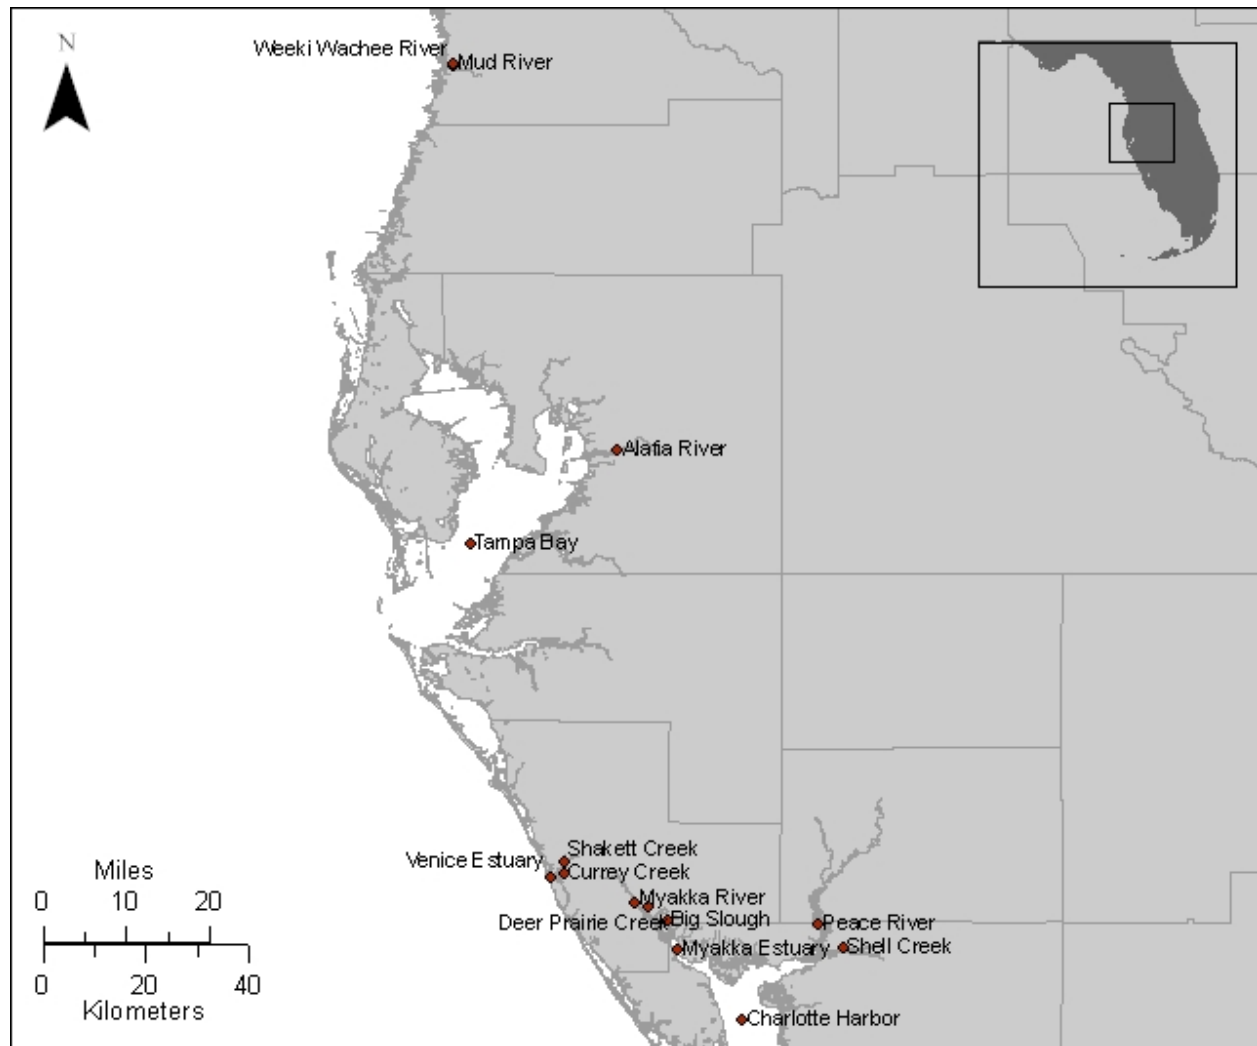 N
Weeki Wachee River
Mud River
Alafia River
Tampa Bay
Shakett Creek
Venice Estuary
Currey Creek
Myakka River
Deer Prairie Creek
Big Slough
Peace River
Myakka Estuary
Shell Creek
Charlotte Harbor
Miles
0 10 20
0 20 40
Kilometers